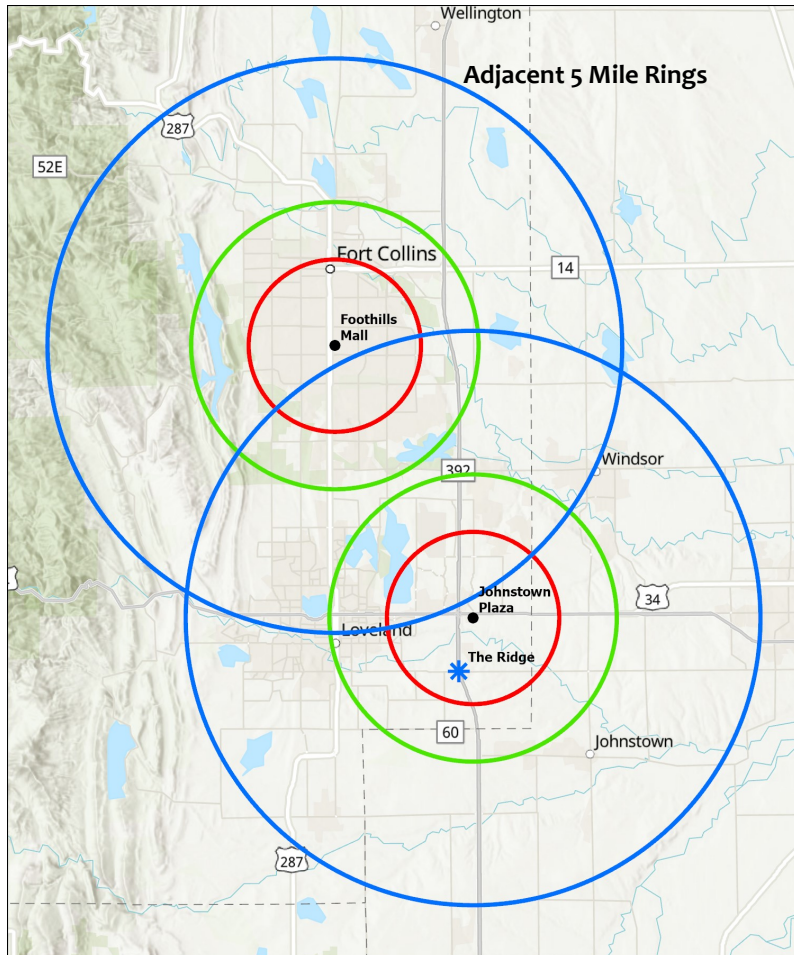 Wellington
Adjacent 5 Mile Rings
287
52E
Fort Collins
14
Foothills
Mall
392
Windsor
Johnstown
Plaza
34
Loveland
The Ridge
60
Johnstown
287